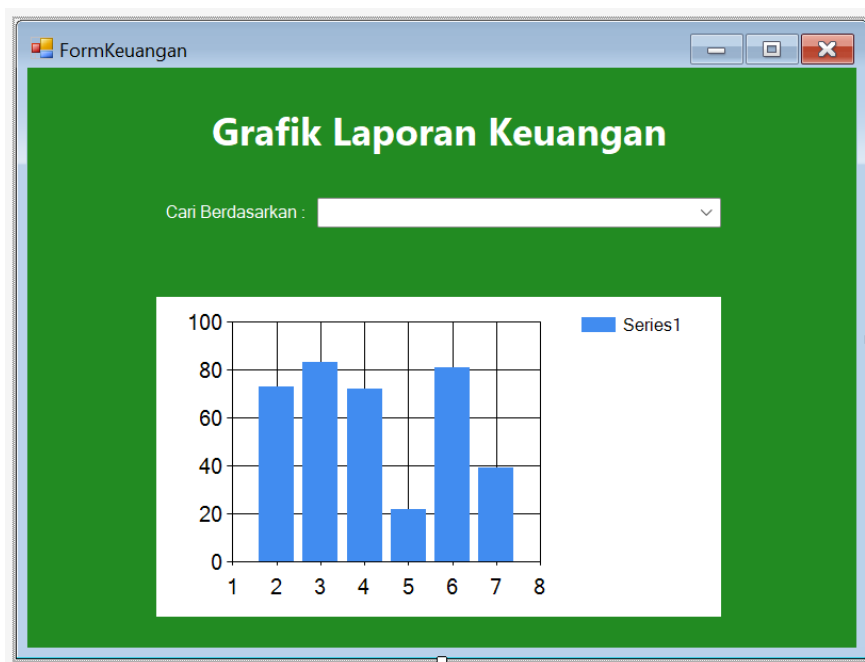 FormKeuangan
Grafik Laporan Keuangan
Cari Berdasarkan :
100
80
60
40
20
0
1 2 3 4 5 6 7 8
Series1